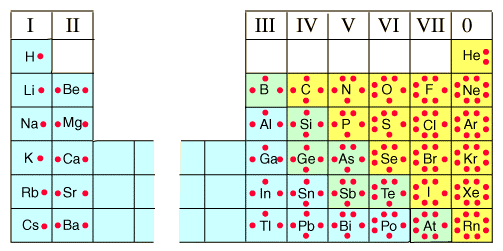 I II III IV V VI VII 0
H He
Li Be B C N O F Ne
Na Mg Al Si P S Cl Ar
K Ca Ga Ge As Se Br Kr
Rb Sr In Sn Sb Te I Xe
Cs Ba Tl Pb Bi Po At Rn